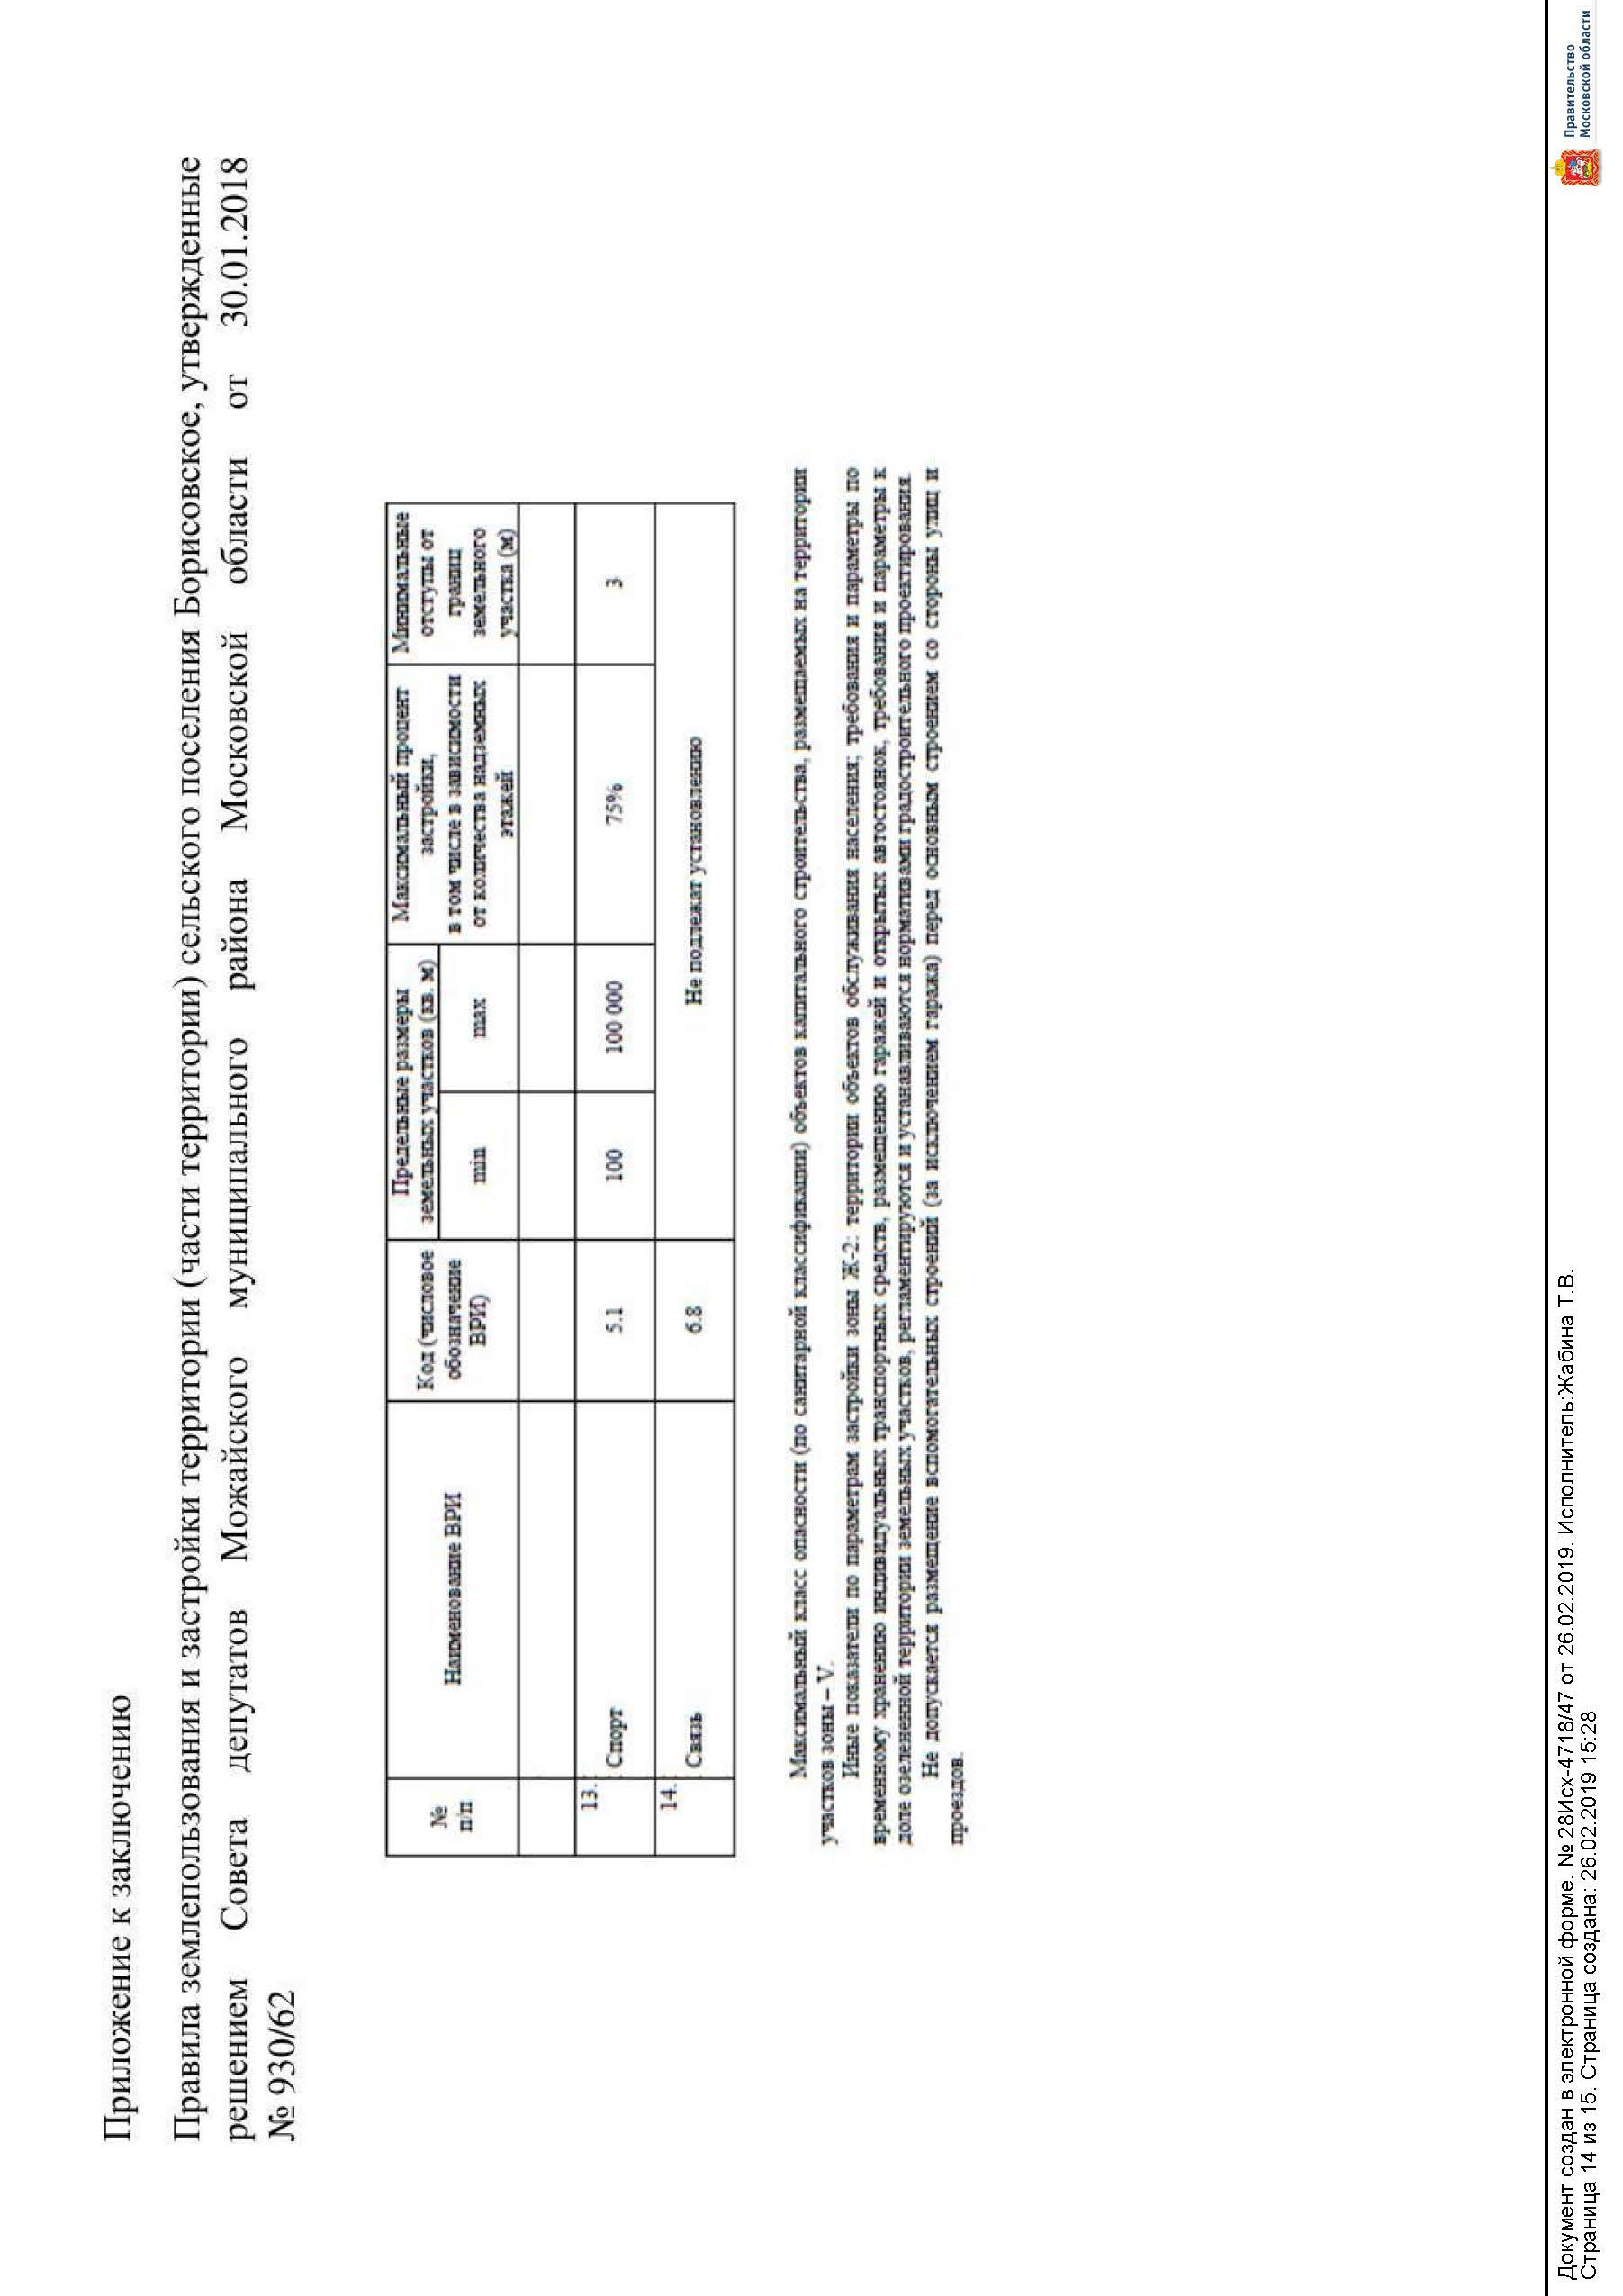 Приложение к заключению
Правила землепользования и застройки территории (части территории) сельского поселения Борисовское, утвержденные
решением Совета депутатов Можайского муниципального района Московской области от 30.01.2018
№ 930/62
№ п/п
Наименование ВРИ
Код (числовое обозначение ВРИ)
Предельные размеры земельных участков (кв. м)
min
max
Максимальный процент застройки, в том числе в зависимости от количества надземных этажей
Минимальные отступы от границ земельного участка (м)
13. Спорт 5.1 100 100 000 75% 3
14. Связь 6.8 Не подлежат установлению
Максимальный класс опасности (по санитарной классификации) объектов капитального строительства, размещаемых на территории
участков зоны – V.
Иные показатели по параметрам застройки зоны Ж-2: территории объектов обслуживания населения; требования и параметры по
временному хранению индивидуальных транспортных средств, размещению гаражей и открытых автостоянок, требования и параметры к
доле озелененной территории земельных участков, регламентируются и устанавливаются нормативами градостроительного проектирования.
Не допускается размещение вспомогательных строений (за исключением гаража) перед основным строением со стороны улиц и
проездов.
Документ создан в электронной форме. № 28Исх-4718/47 от 26.02.2019. Исполнитель:Жабина Т.В.
Страница 14 из 15. Страница создана: 26.02.2019 15:28
Правительство
Московской области